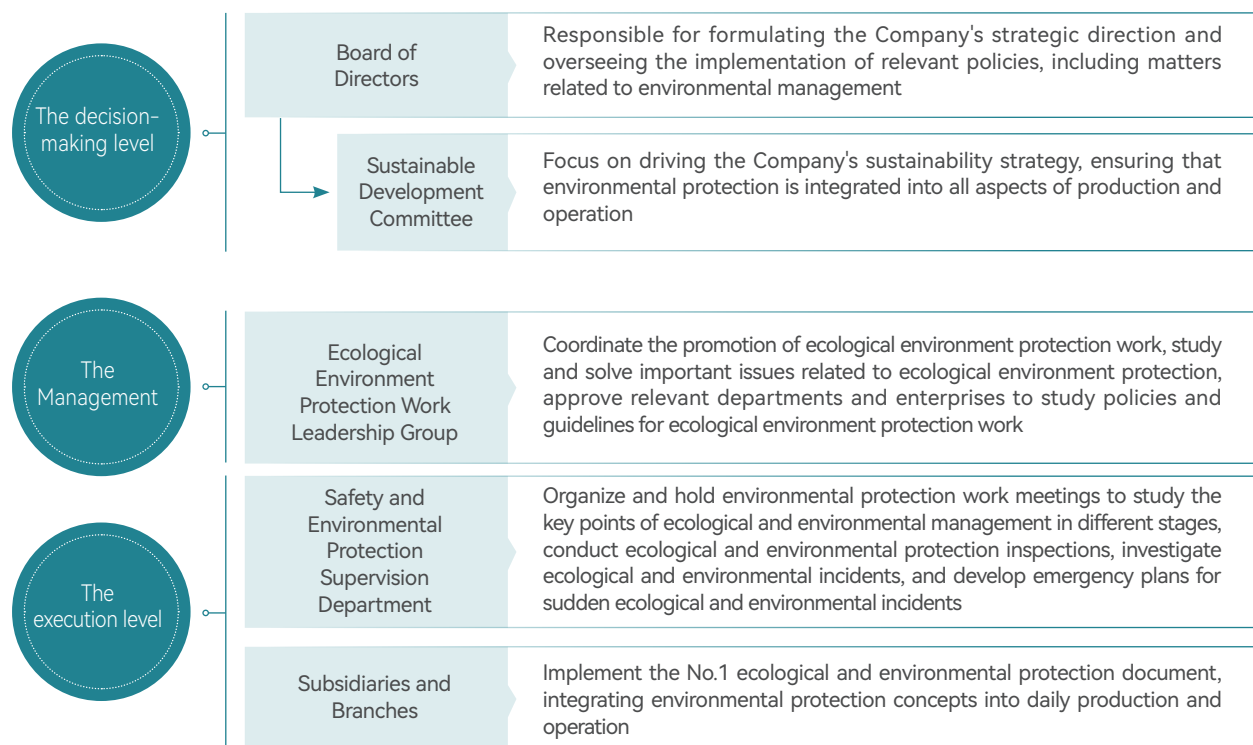 The decision-
making level
Board of
Directors
Responsible for formulating the Company's strategic direction and
overseeing the implementation of relevant policies, including matters
related to environmental management
Sustainable
Development
Committee
Focus on driving the Company's sustainability strategy, ensuring that
environmental protection is integrated into all aspects of production and
operation
The
Management
Ecological
Environment
Protection Work
Leadership Group
Coordinate the promotion of ecological environment protection work, study
and solve important issues related to ecological environment protection,
approve relevant departments and enterprises to study policies and
guidelines for ecological environment protection work
The
execution level
Safety and
Environmental
Protection
Supervision
Department
Organize and hold environmental protection work meetings to study the
key points of ecological and environmental management in different stages,
conduct ecological and environmental protection inspections, investigate
ecological and environmental incidents, and develop emergency plans for
sudden ecological and environmental incidents
Subsidiaries and
Branches
Implement the No.1 ecological and environmental protection document,
integrating environmental protection concepts into daily production and
operation